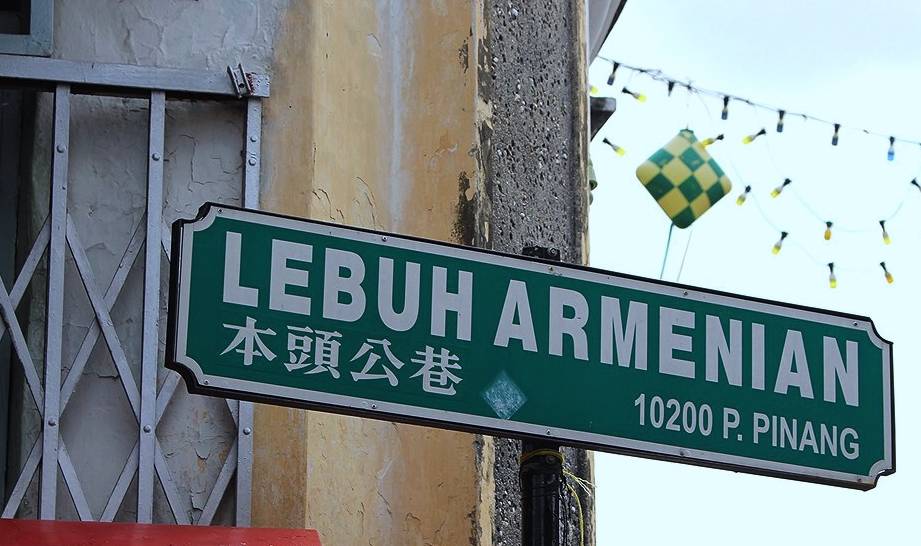 LEBUH ARMENIAN
本頭公巷
10200 P. PINANG